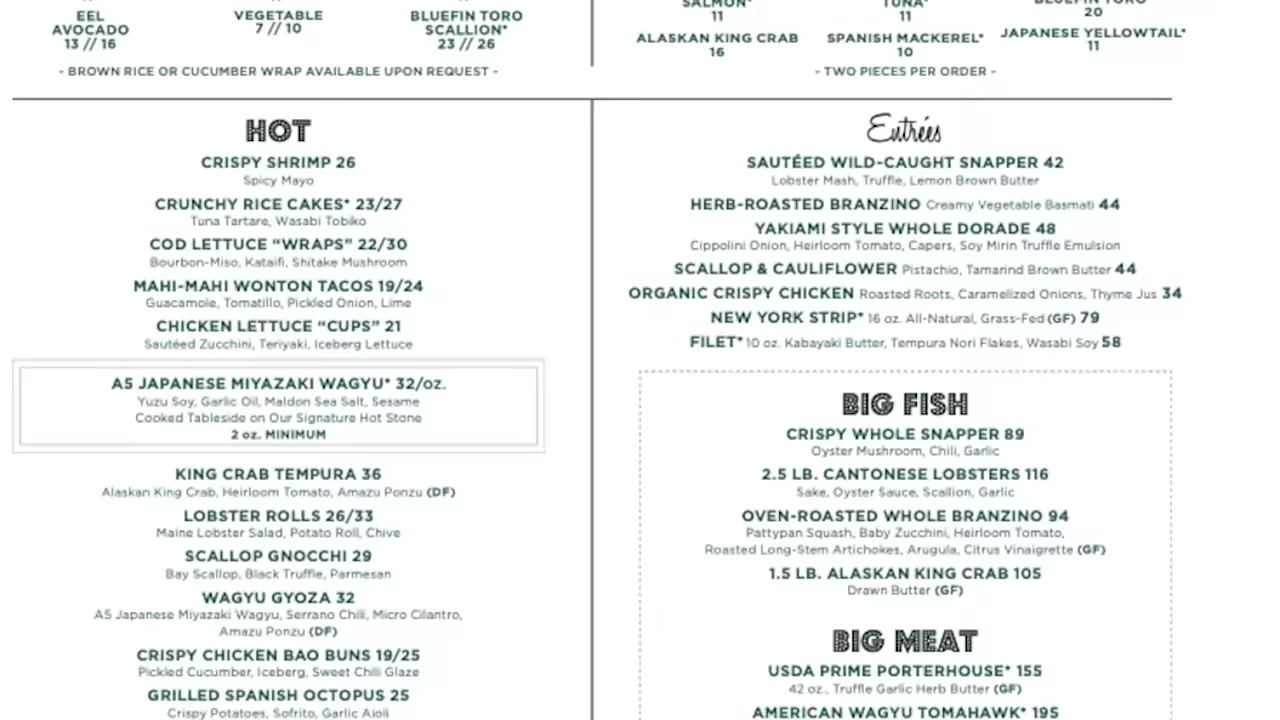 EEL
AVOCADO
13 // 16
VEGETABLE
7 // 10
BLUEFIN TORO
SCALLION*
23 // 26
- BROWN RICE OR CUCUMBER WRAP AVAILABLE UPON REQUEST -
SALMON*
11
TUNA*
11
BLUEFIN TORO
20
ALASKAN KING CRAB
16
SPANISH MACKEREL*
10
JAPANESE YELLOWTAIL*
11
- TWO PIECES PER ORDER -
HOT
CRISPY SHRIMP 26
Spicy Mayo
CRUNCHY RICE CAKES* 23/27
Tuna Tartare, Wasabi Tobiko
COD LETTUCE “WRAPS” 22/30
Bourbon-Miso, Kataifi, Shitake Mushroom
MAHI-MAHI WONTON TACOS 19/24
Guacamole, Tomatillo, Pickled Onion, Lime
CHICKEN LETTUCE “CUPS” 21
Sautéed Zucchini, Teriyaki, Iceberg Lettuce
A5 JAPANESE MIYAZAKI WAGYU* 32/oz.
Yuzu Soy, Garlic Oil, Maldon Sea Salt, Sesame
Cooked Tableside on Our Signature Hot Stone
2 oz. MINIMUM
KING CRAB TEMPURA 36
Alaskan King Crab, Heirloom Tomato, Amazu Ponzu (DF)
LOBSTER ROLLS 26/33
Maine Lobster Salad, Potato Roll, Chive
SCALLOP GNOCCHI 29
Bay Scallop, Black Truffle, Parmesan
WAGYU GYOZA 32
A5 Japanese Miyazaki Wagyu, Serrano Chili, Micro Cilantro,
Amazu Ponzu (DF)
CRISPY CHICKEN BAO BUNS 19/25
Pickled Cucumber, Iceberg, Sweet Chili Glaze
GRILLED SPANISH OCTOPUS 25
Crispy Potatoes, Sofrito, Garlic Aioli
Entrées
SAUTÉED WILD-CAUGHT SNAPPER 42
Lobster Mash, Truffle, Lemon Brown Butter
HERB-ROASTED BRANZINO Creamy Vegetable Basmati 44
YAKIAMI STYLE WHOLE DORADE 48
Cippolini Onion, Heirloom Tomato, Capers, Soy Mirin Truffle Emulsion
SCALLOP & CAULIFLOWER Pistachio, Tamarind Brown Butter 44
ORGANIC CRISPY CHICKEN Roasted Roots, Caramelized Onions, Thyme Jus 34
NEW YORK STRIP* 16 oz. All-Natural, Grass-Fed (GF) 79
FILET* 10 oz. Kabayaki Butter, Tempura Nori Flakes, Wasabi Soy 58
BIG FISH
CRISPY WHOLE SNAPPER 89
Oyster Mushroom, Chili, Garlic
2.5 LB. CANTONESE LOBSTERS 116
Sake, Oyster Sauce, Scallion, Garlic
OVEN-ROASTED WHOLE BRANZINO 94
Pattypan Squash, Baby Zucchini, Heirloom Tomato,
Roasted Long-Stem Artichokes, Arugula, Citrus Vinaigrette (GF)
1.5 LB. ALASKAN KING CRAB 105
Drawn Butter (GF)
BIG MEAT
USDA PRIME PORTERHOUSE* 155
42 oz., Truffle Garlic Herb Butter (GF)
AMERICAN WAGYU TOMAHAWK* 195